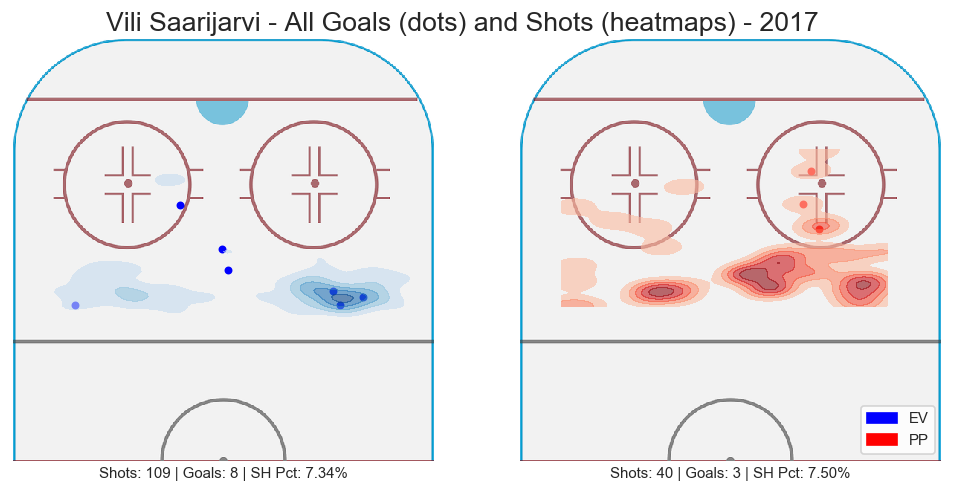 Vili Saarijarvi - All Goals (dots) and Shots (heatmaps) - 2017
EV
PP
Shots: 109 | Goals: 8 | SH Pct: 7.34%
Shots: 40 | Goals: 3 | SH Pct: 7.50%